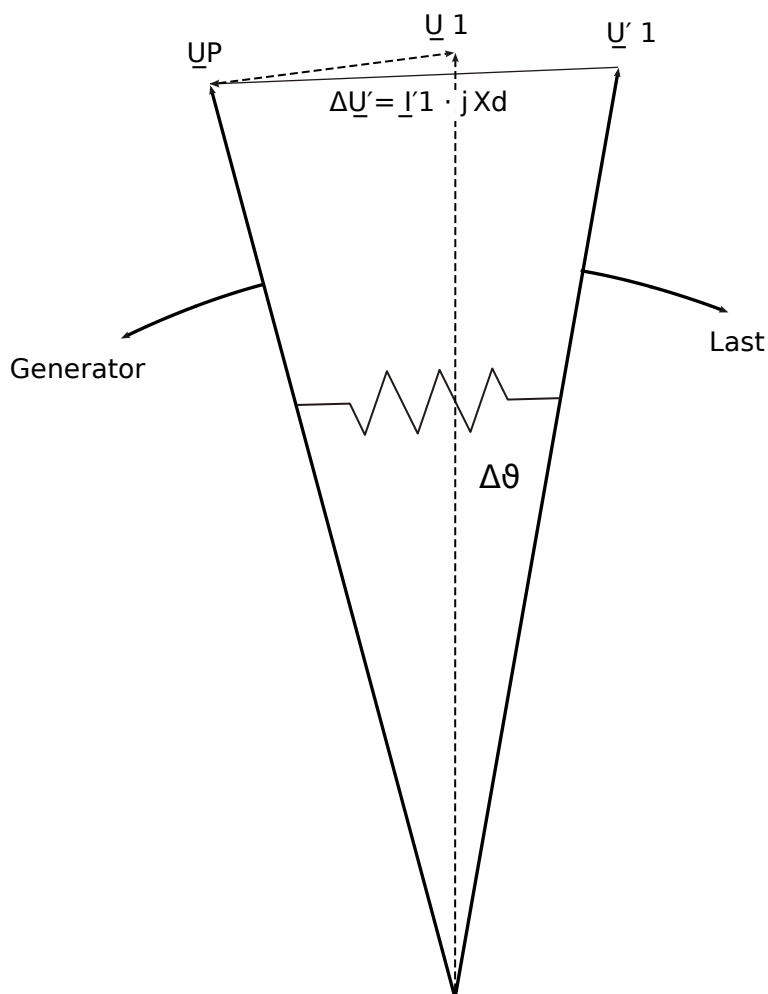 U̲ 1
U̲′ 1
U̲P
ΔU̲′= I̲′1 · j Xd
Last
Generator
Δϑ